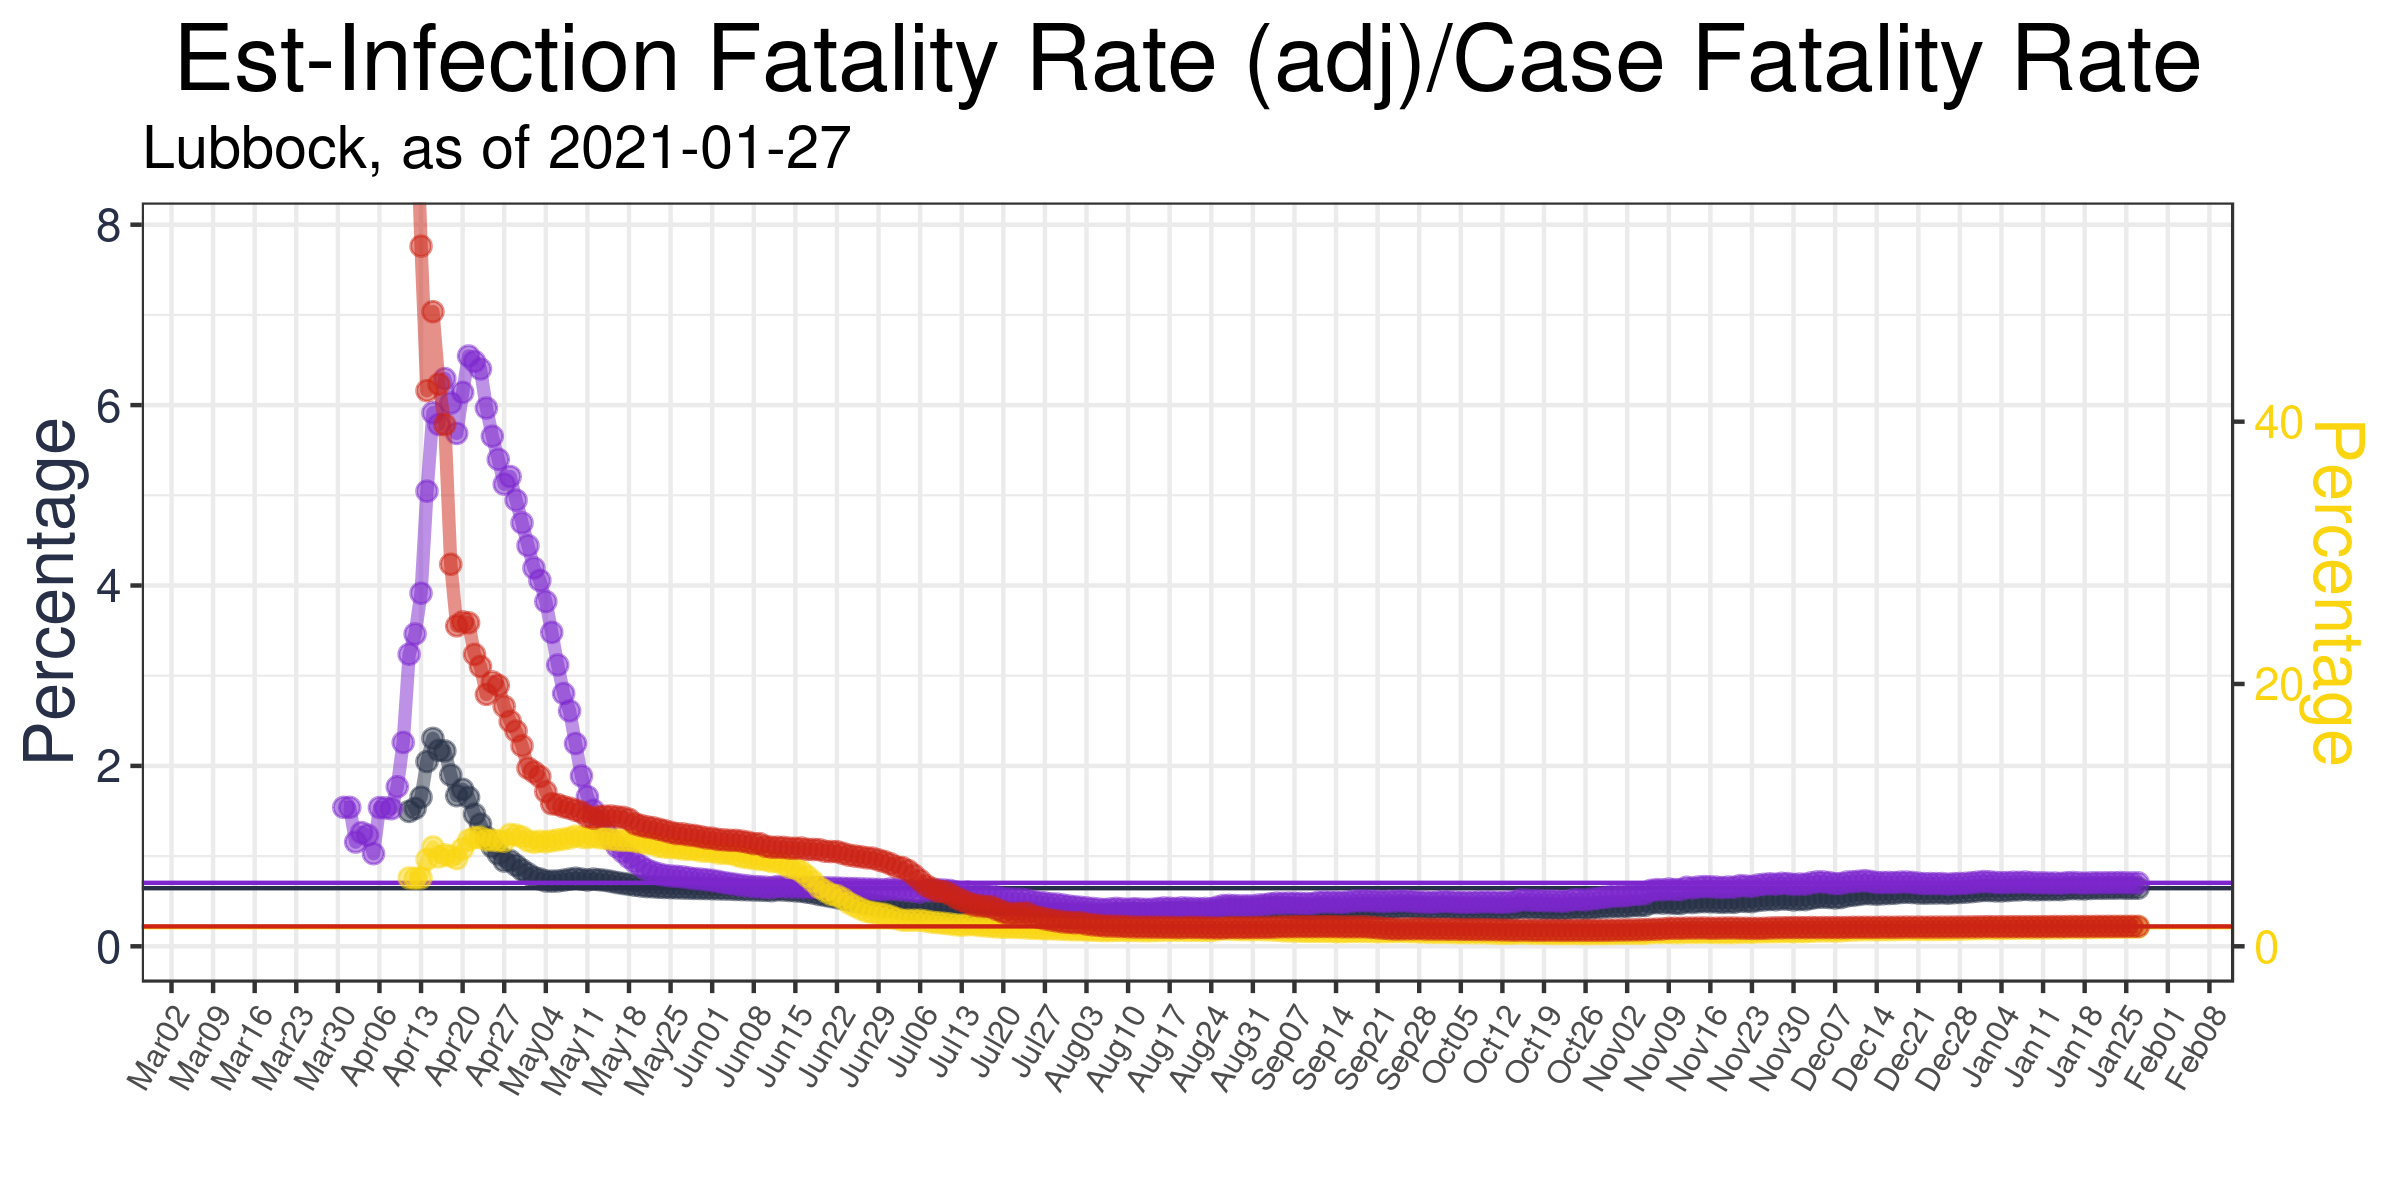 Est-Infection Fatality Rate (adj)/Case Fatality Rate
Lubbock, as of 2021-01-27
Percentage
8
6
4
2
0
40
20
0
Percentage
Mar02
Mar09
Mar16
Mar23
Mar30
Apr06
Apr13
Apr20
Apr27
May04
May11
May18
May25
Jun01
Jun08
Jun15
Jun22
Jun29
Jul06
Jul13
Jul20
Jul27
Aug03
Aug10
Aug17
Aug24
Aug31
Sep07
Sep14
Sep21
Sep28
Oct05
Oct12
Oct19
Oct26
Nov02
Nov09
Nov16
Nov23
Nov30
Dec07
Dec14
Dec21
Dec28
Jan04
Jan11
Jan18
Jan25
Feb01
Feb08